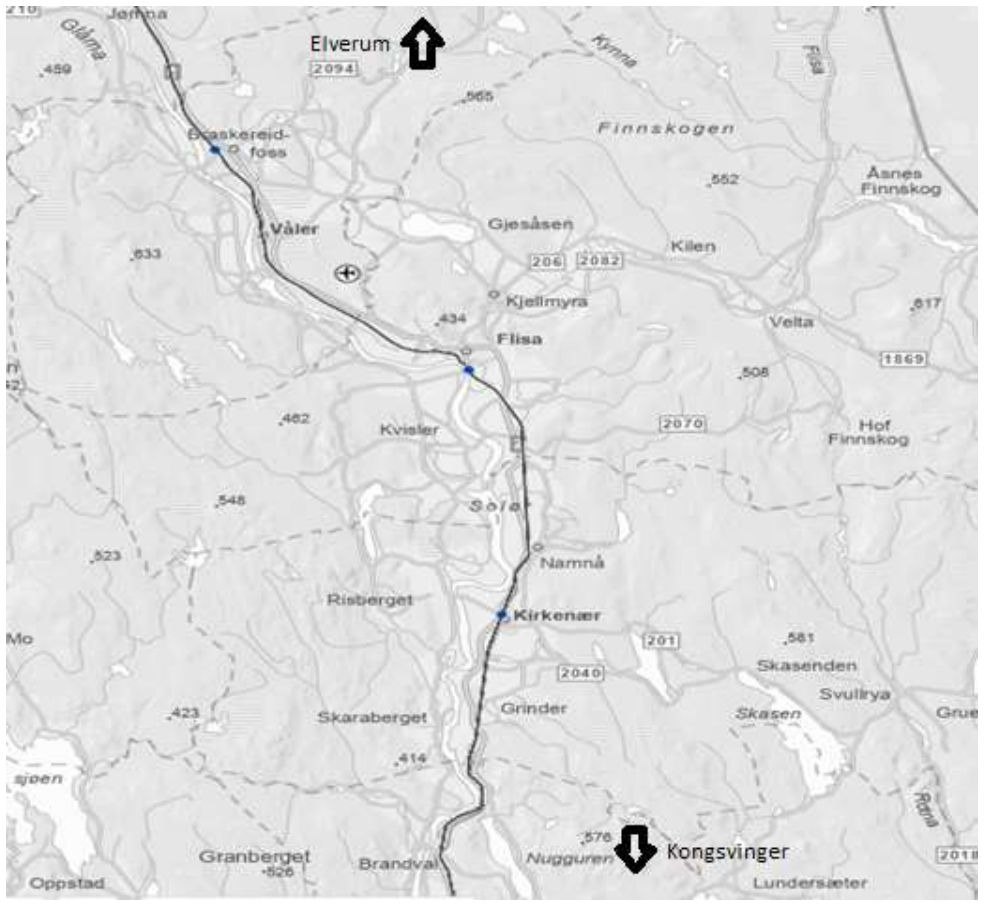 210
Jømna
Elverum
Glåma
2094
Kynna
Flisa
459
565
Finnskogen
Braskereid-
foss
552
Åsnes
Finnskog
Våler
Gjesåsen
Kilen
633
206
2082
Kjellmyra
617
434
Velta
Flisa
1869
508
462
Kvisler
2070
Hof
Finnskog
548
Solør
523
Namnå
Risberget
Kirkenær
Mo
201
581
Skasenden
2040
Svullrya
423
Skaraberget
Grinder
Skasen
Grue
414
sjøen
Rotna
576
Kongsvinger
Granberget
Brandval
Nugguren
2018
526
Oppstad
Lundersæter